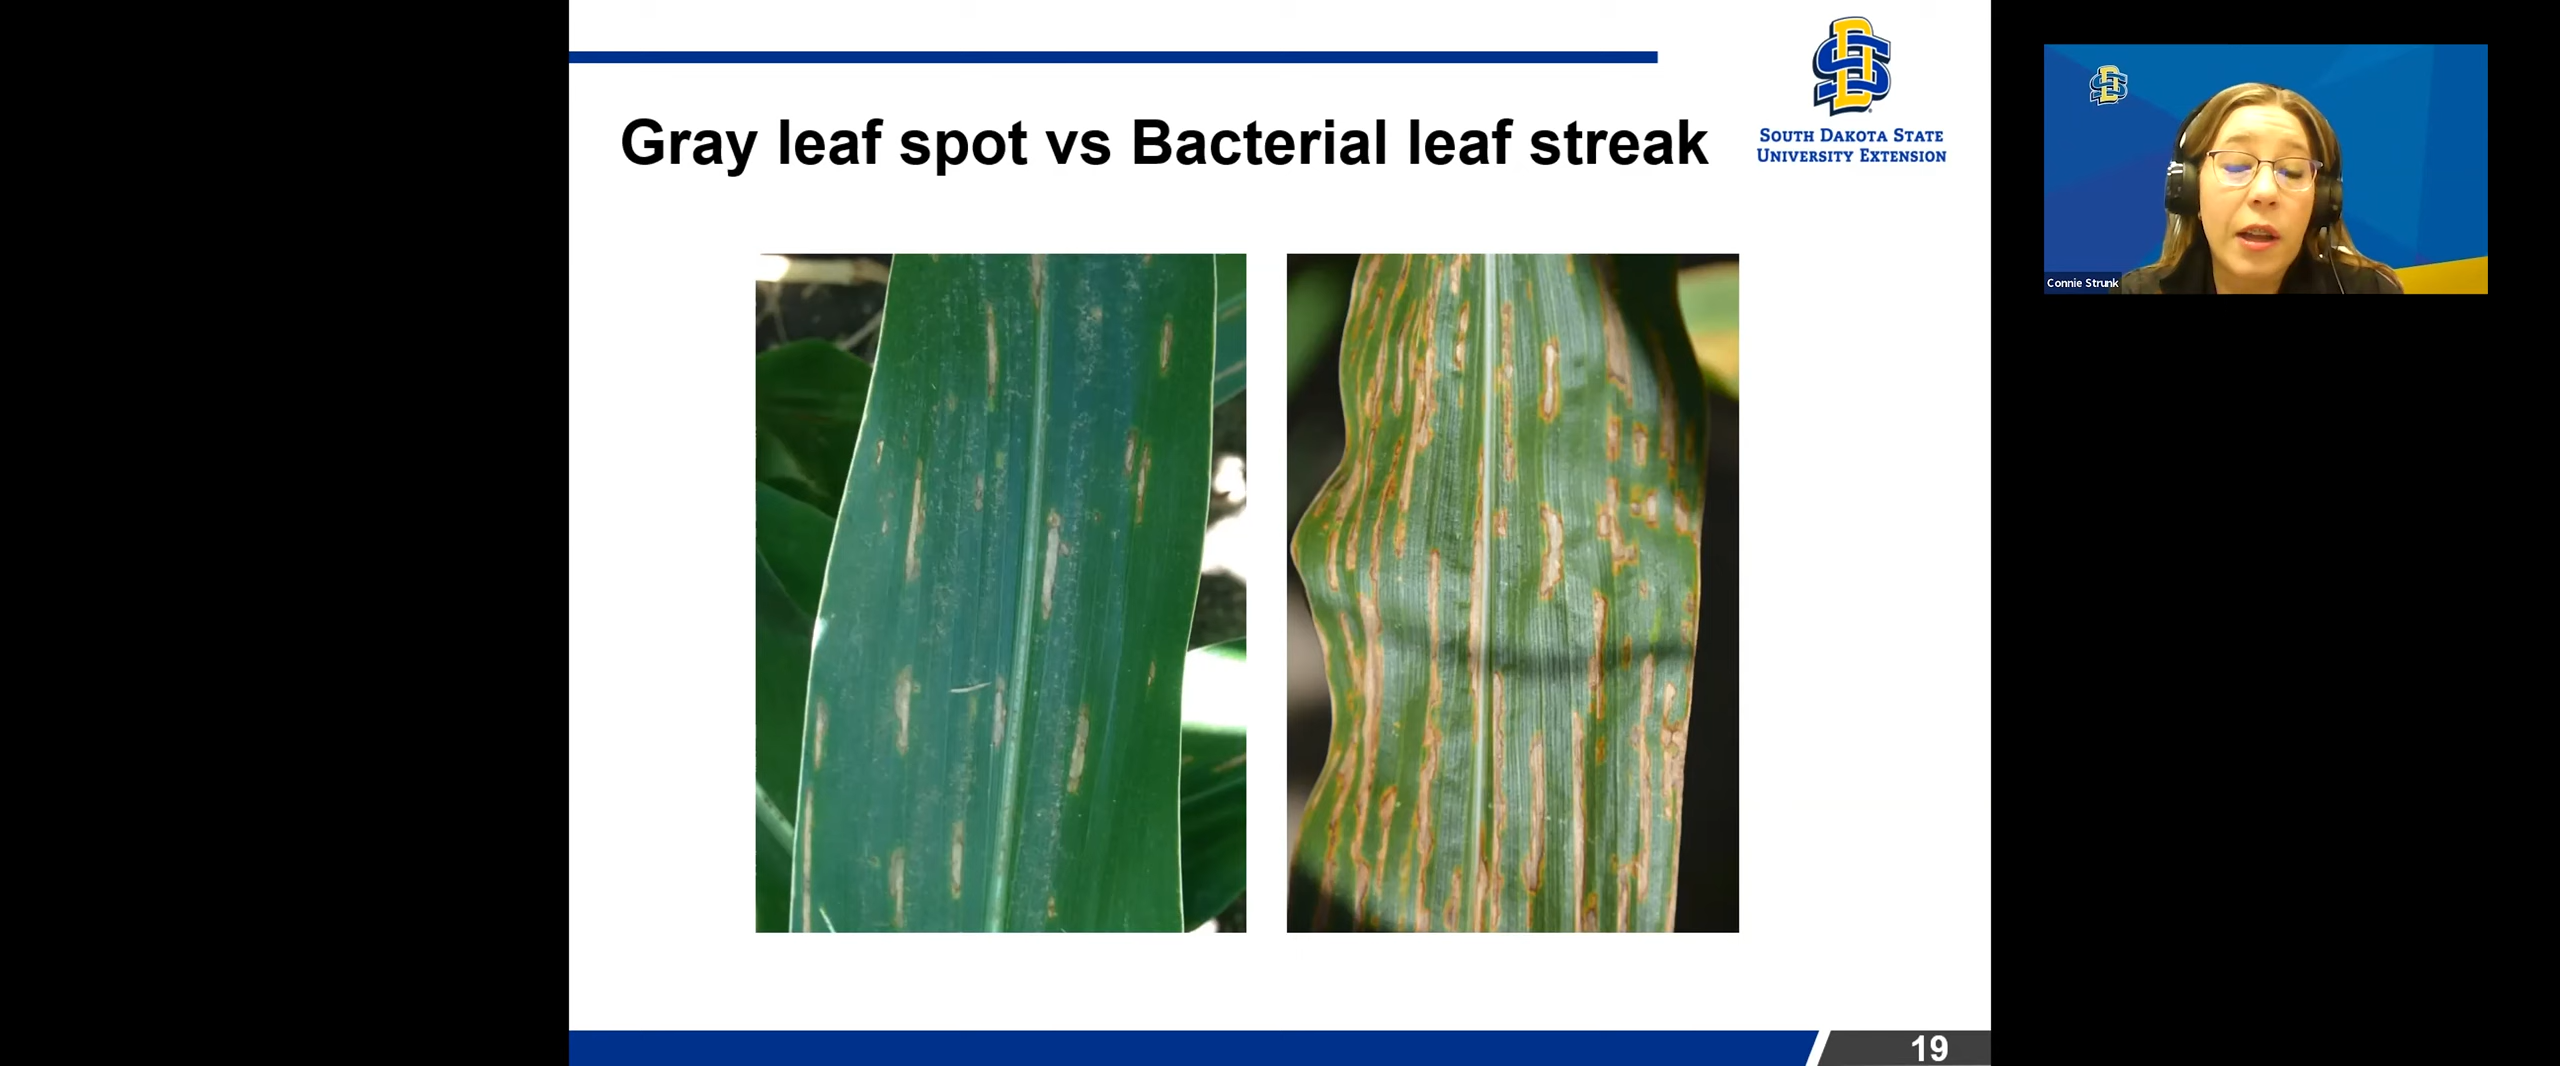 Gray leaf spot vs Bacterial leaf streak
SOUTH DAKOTA STATE
UNIVERSITY EXTENSION
Connie Strunk
19